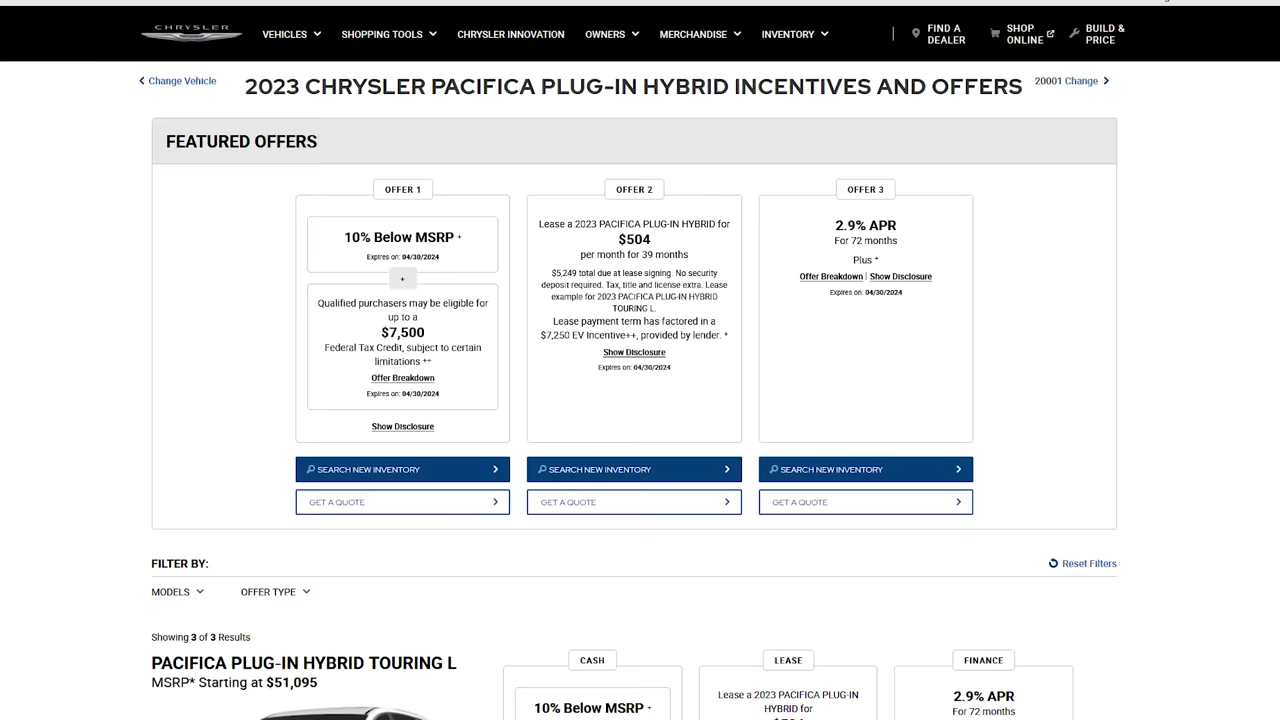 CHRYSLER
VEHICLES
SHOPPING TOOLS
CHRYSLER INNOVATION
OWNERS
MERCHANDISE
INVENTORY
FIND A
DEALER
SHOP
ONLINE
BUILD &
PRICE
Change Vehicle
2023 CHRYSLER PACIFICA PLUG-IN HYBRID INCENTIVES AND OFFERS
20001 Change
FEATURED OFFERS
OFFER 1
10% Below MSRP +
Expires on: 04/30/2024
+
Qualified purchasers may be eligible for
up to a
$7,500
Federal Tax Credit, subject to certain
limitations ++
Offer Breakdown
Expires on: 04/30/2024
Show Disclosure
SEARCH NEW INVENTORY
GET A QUOTE
OFFER 2
Lease a 2023 PACIFICA PLUG-IN HYBRID for
$504
per month for 39 months
$5,249 total due at lease signing. No security
deposit required. Tax, title and license extra. Lease
example for 2023 PACIFICA PLUG-IN HYBRID
TOURING L.
Lease payment term has factored in a
$7,250 EV Incentive++, provided by lender. *
Show Disclosure
Expires on: 04/30/2024
SEARCH NEW INVENTORY
GET A QUOTE
OFFER 3
2.9% APR
For 72 months
Plus *
Offer Breakdown | Show Disclosure
Expires on: 04/30/2024
SEARCH NEW INVENTORY
GET A QUOTE
FILTER BY:
Reset Filters
MODELS
OFFER TYPE
Showing 3 of 3 Results
PACIFICA PLUG-IN HYBRID TOURING L
MSRP* Starting at $51,095
CASH
10% Below MSRP +
LEASE
Lease a 2023 PACIFICA PLUG-IN
HYBRID for
FINANCE
2.9% APR
For 72 months